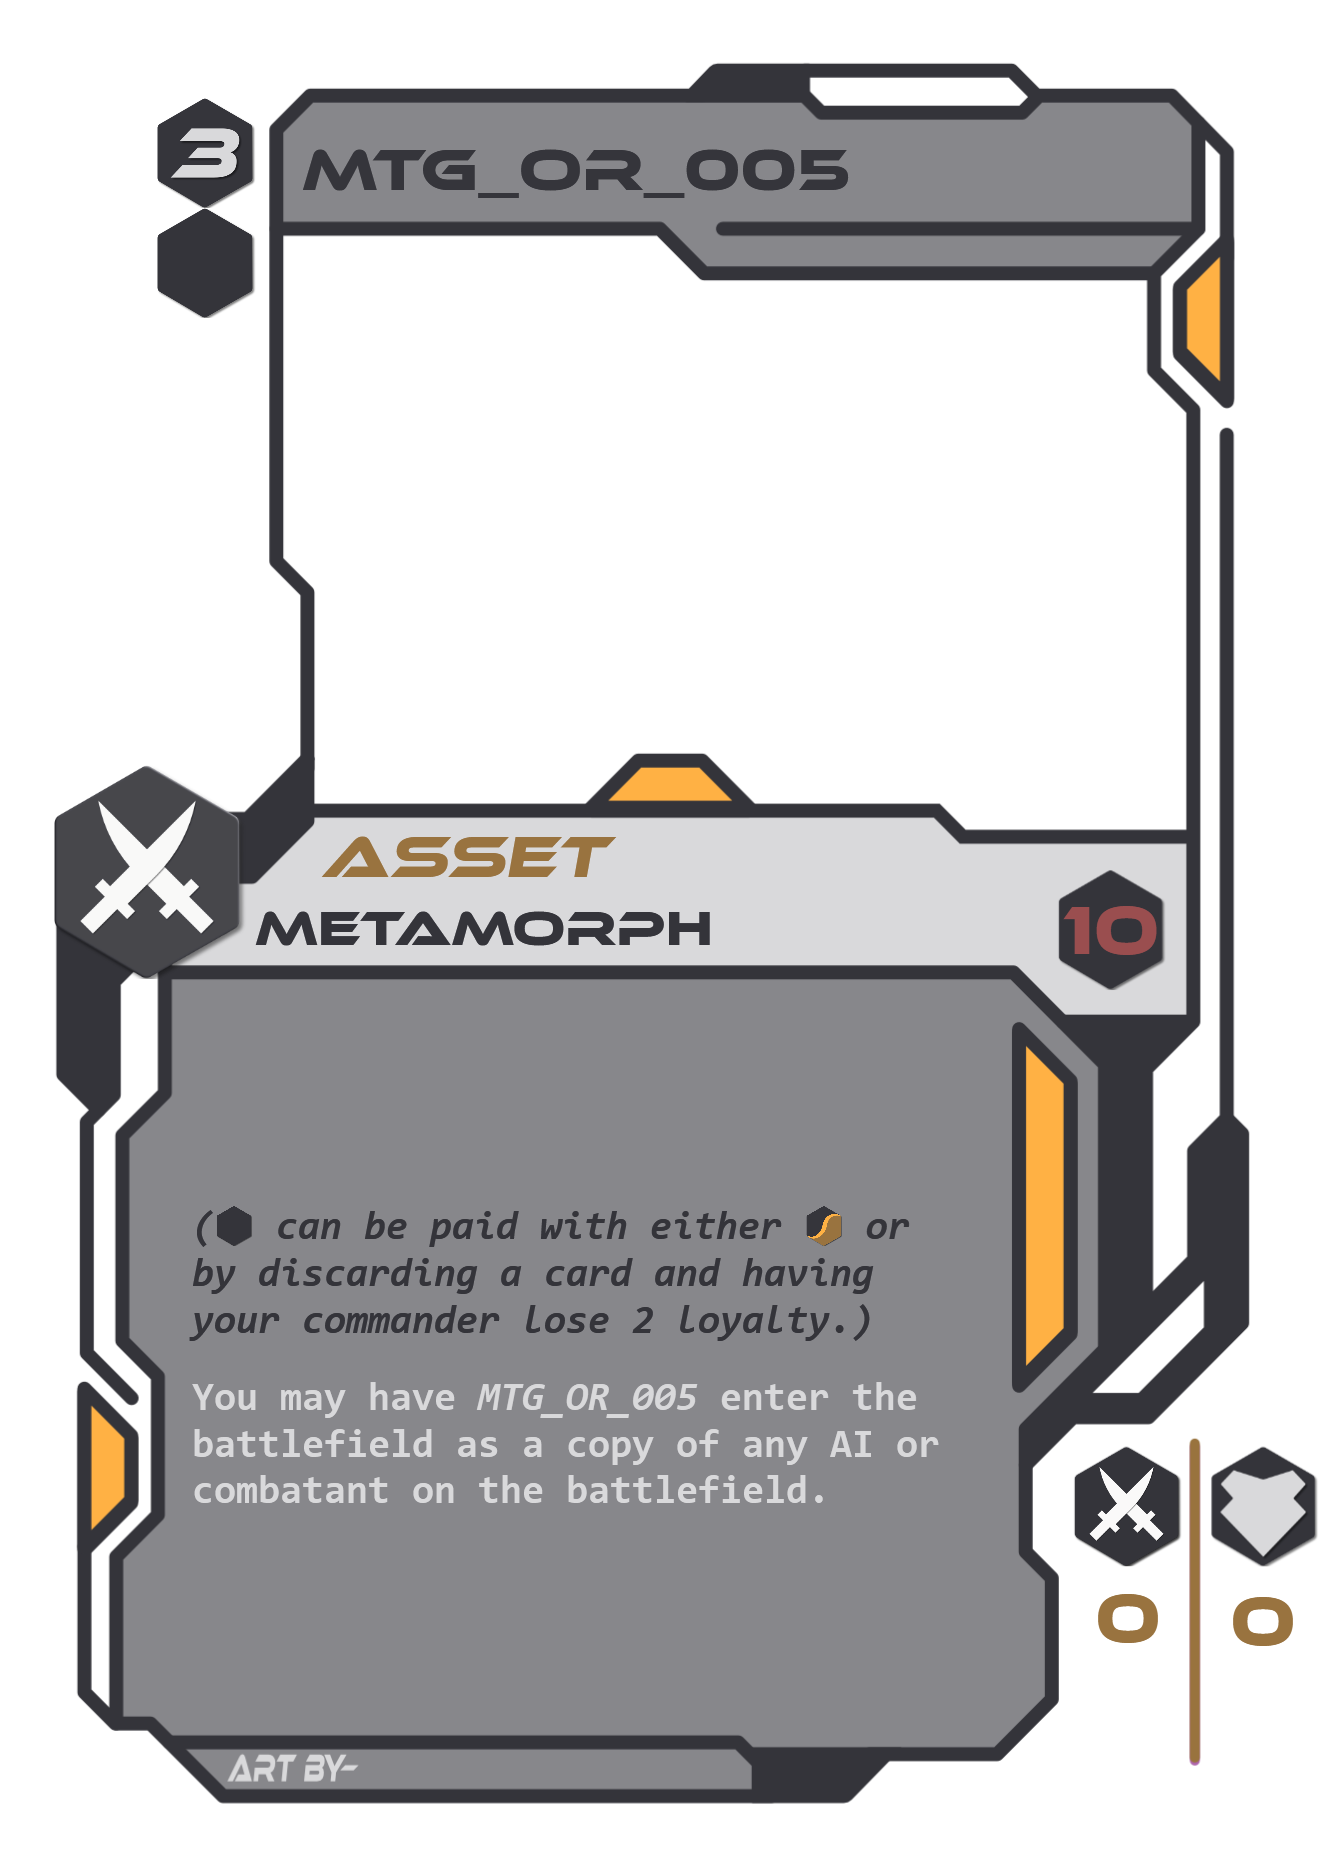 3
MTG_OR_005
ASSET
METAMORPH
10
( can be paid with either  or
by discarding a card and having
your commander lose 2 loyalty.)
You may have MTG_OR_005 enter the
battlefield as a copy of any AI or
combatant on the battlefield.
0
0
ART BY-